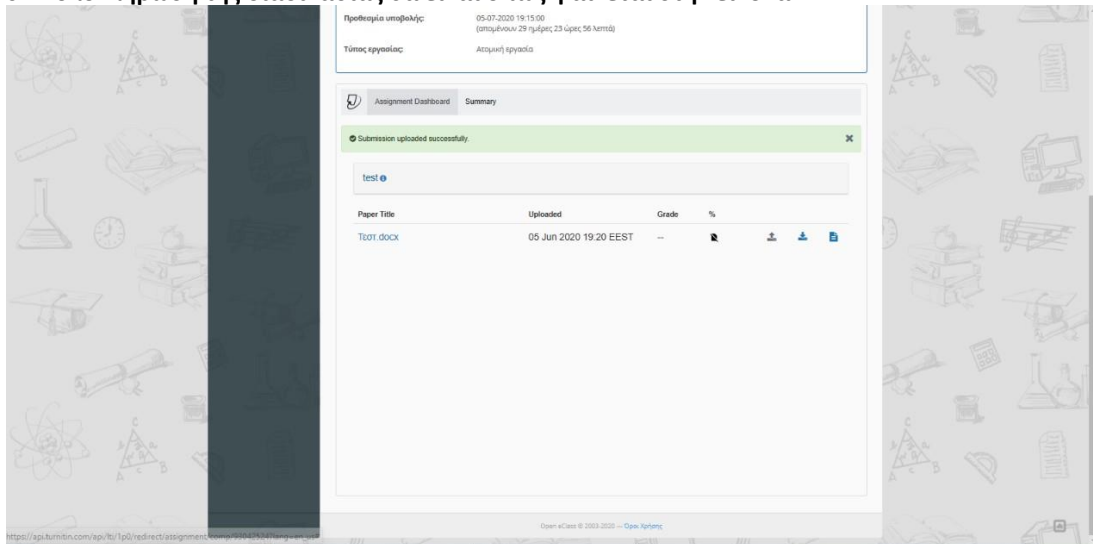 Προθεσμία υποβολής: 05-07-2020 19:15:00
(απομένουν 29 ημέρες 23 ώρες 56 λεπτά)
Τύπος εργασίας: Ατομική εργασία
Assignment Dashboard Summary
Submission uploaded successfully.
test
Paper Title Uploaded Grade %
Τεστ.docx 05 Jun 2020 19:20 EEST --
Open eClass © 2003-2020 — Όροι Χρήσης